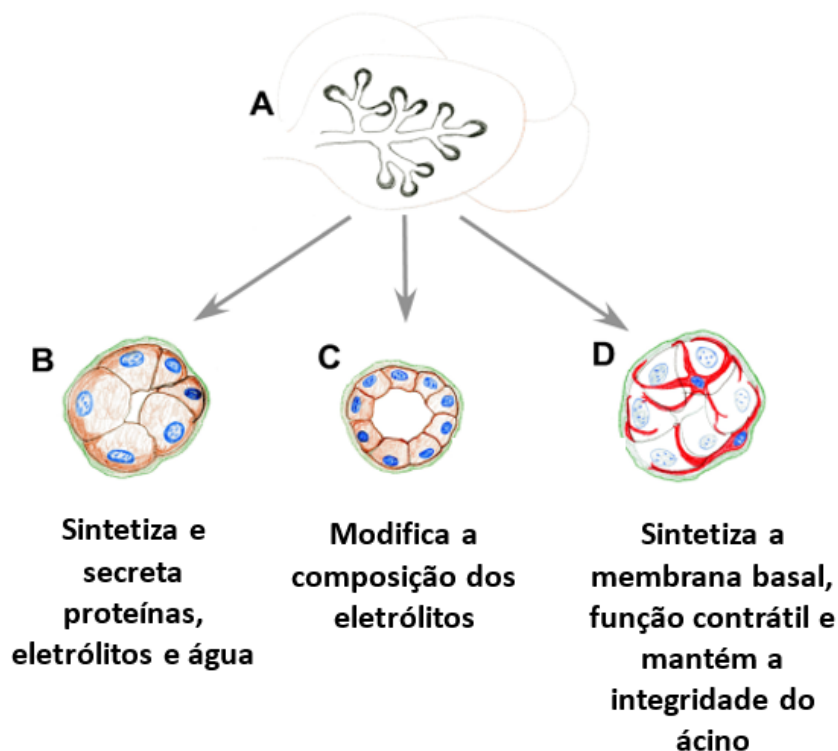 A
B
C
D
Sintetiza e
secreta
proteínas,
eletrólitos e água
Modifica a
composição dos
eletrólitos
Sintetiza a
membrana basal,
função contrátil e
mantém a
integridade do
ácino